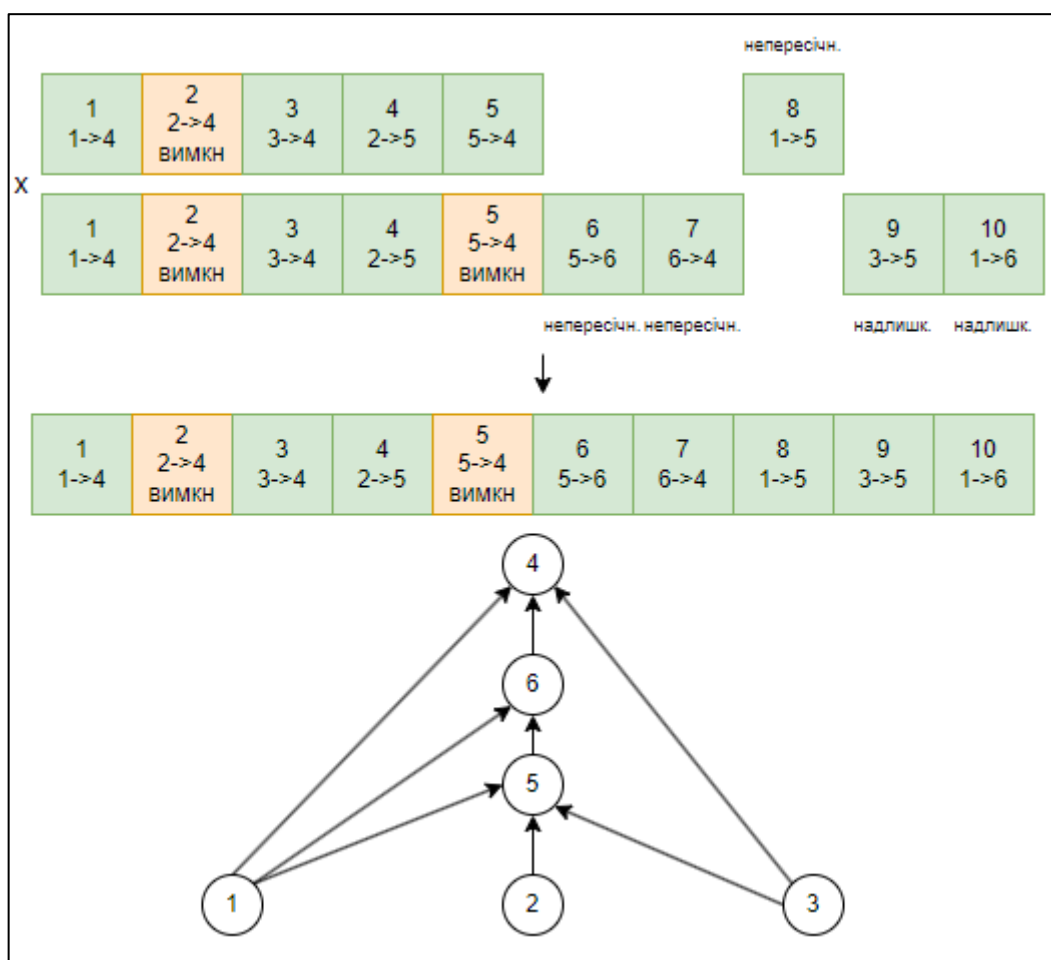 непересічн.
1 2 3 4 5 8
1->4 2->4 3->4 2->5 5->4 1->5
вимкн
X
1 2 3 4 5 6 7 9 10
1->4 2->4 3->4 2->5 5->4 5->6 6->4 3->5 1->6
вимкн вимкн
непересічн. непересічн. надлишк. надлишк.
1 2 3 4 5 6 7 8 9 10
1->4 2->4 3->4 2->5 5->4 5->6 6->4 1->5 3->5 1->6
вимкн вимкн
4
6
5
1 2 3